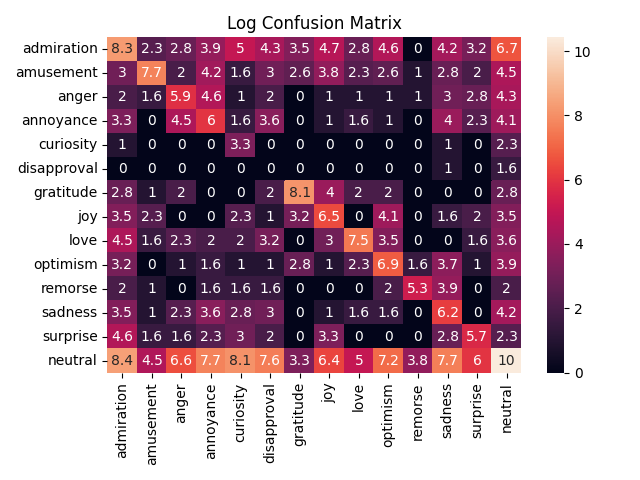 Log Confusion Matrix
admiration 8.3 2.3 2.8 3.9 5 4.3 3.5 4.7 2.8 4.6 0 4.2 3.2 6.7
amusement 3 7.7 2 4.2 1.6 3 2.6 3.8 2.3 2.6 1 2.8 2 4.5
anger 2 1.6 5.9 4.6 1 2 0 1 1 1 1 3 2.8 4.3
annoyance 3.3 0 4.5 6 1.6 3.6 0 1 1.6 1 0 4 2.3 4.1
curiosity 1 0 0 0 3.3 0 0 0 0 0 0 1 0 2.3
disapproval 0 0 0 0 0 0 0 0 0 0 0 1 0 1.6
gratitude 2.8 1 2 0 0 2 8.1 4 2 2 0 0 0 2.8
joy 3.5 2.3 0 0 2.3 1 3.2 6.5 0 4.1 0 1.6 2 3.5
love 4.5 1.6 2.3 2 2 3.2 0 3 7.5 3.5 0 0 1.6 3.6
optimism 3.2 0 1 1.6 1 1 2.8 1 2.3 6.9 1.6 3.7 1 3.9
remorse 2 1 0 1.6 1.6 1.6 0 0 0 2 5.3 3.9 0 2
sadness 3.5 1 2.3 3.6 2.8 3 0 1 1.6 1.6 0 6.2 0 4.2
surprise 4.6 1.6 1.6 2.3 3 2 0 3.3 0 0 0 2.8 5.7 2.3
neutral 8.4 4.5 6.6 7.7 8.1 7.6 3.3 6.4 5 7.2 3.8 7.7 6 10
admiration amusement anger annoyance curiosity disapproval gratitude joy love optimism remorse sadness surprise neutral
10
8
6
4
2
0